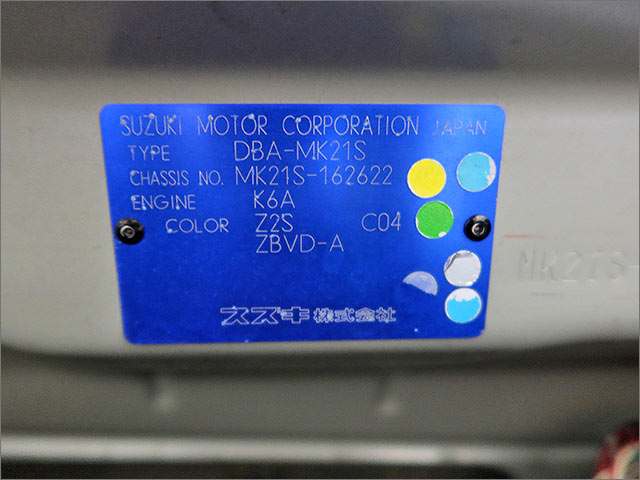 SUZUKI MOTOR CORPORATION JAPAN
TYPE DBA-MK21S
CHASSIS NO. MK21S-162622
ENGINE K6A
COLOR Z2S C04
ZBVD-A
スズキ株式会社
MK21S-